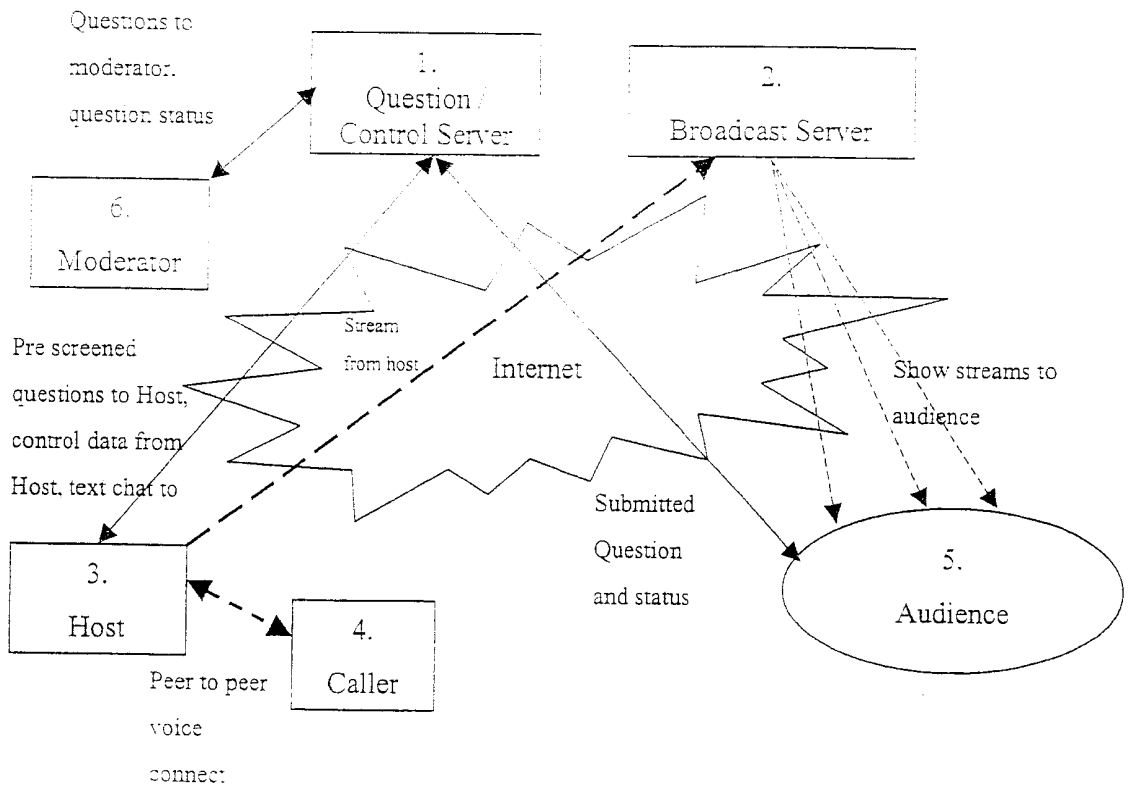 Questions to
moderator.
question status
1.
Question /
Control Server
2.
Broadcast Server
6.
Moderator
Stream
from host
Internet
Pre screened
questions to Host,
control data from
Host, text chat to
Show streams to
audience
Submitted
Question
and status
3.
Host
4.
Caller
5.
Audience
Peer to peer
voice
connect